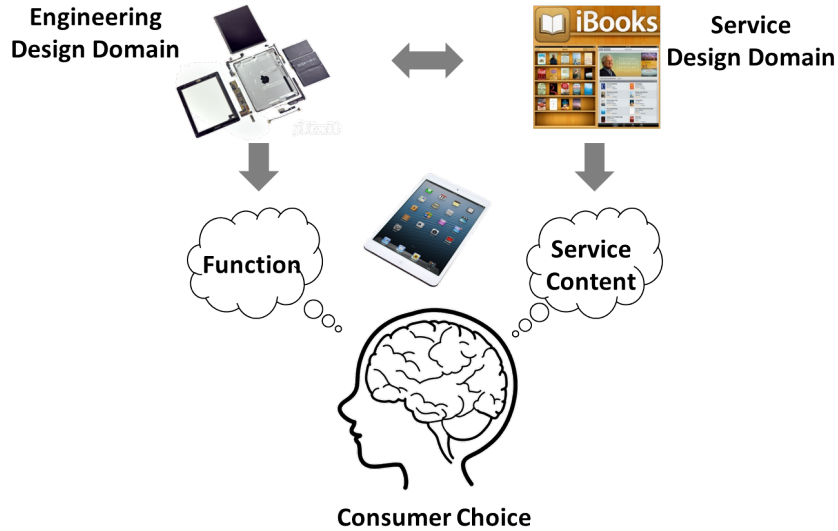 Engineering
Design Domain
iBooks
Service
Design Domain
Function
Service
Content
Consumer Choice